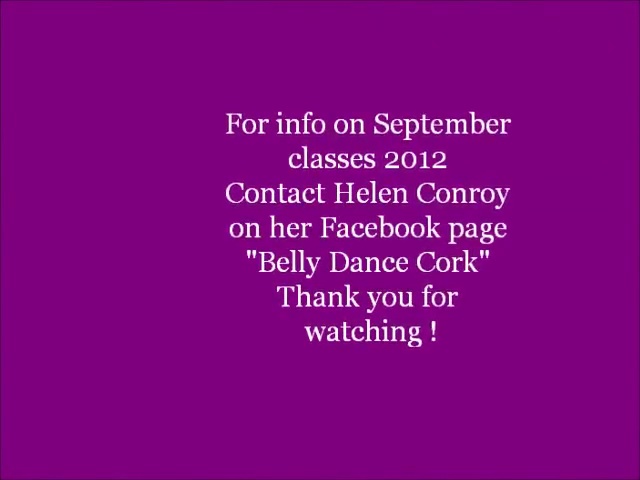 For info on September
classes 2012
Contact Helen Conroy
on her Facebook page
"Belly Dance Cork"
Thank you for
watching !